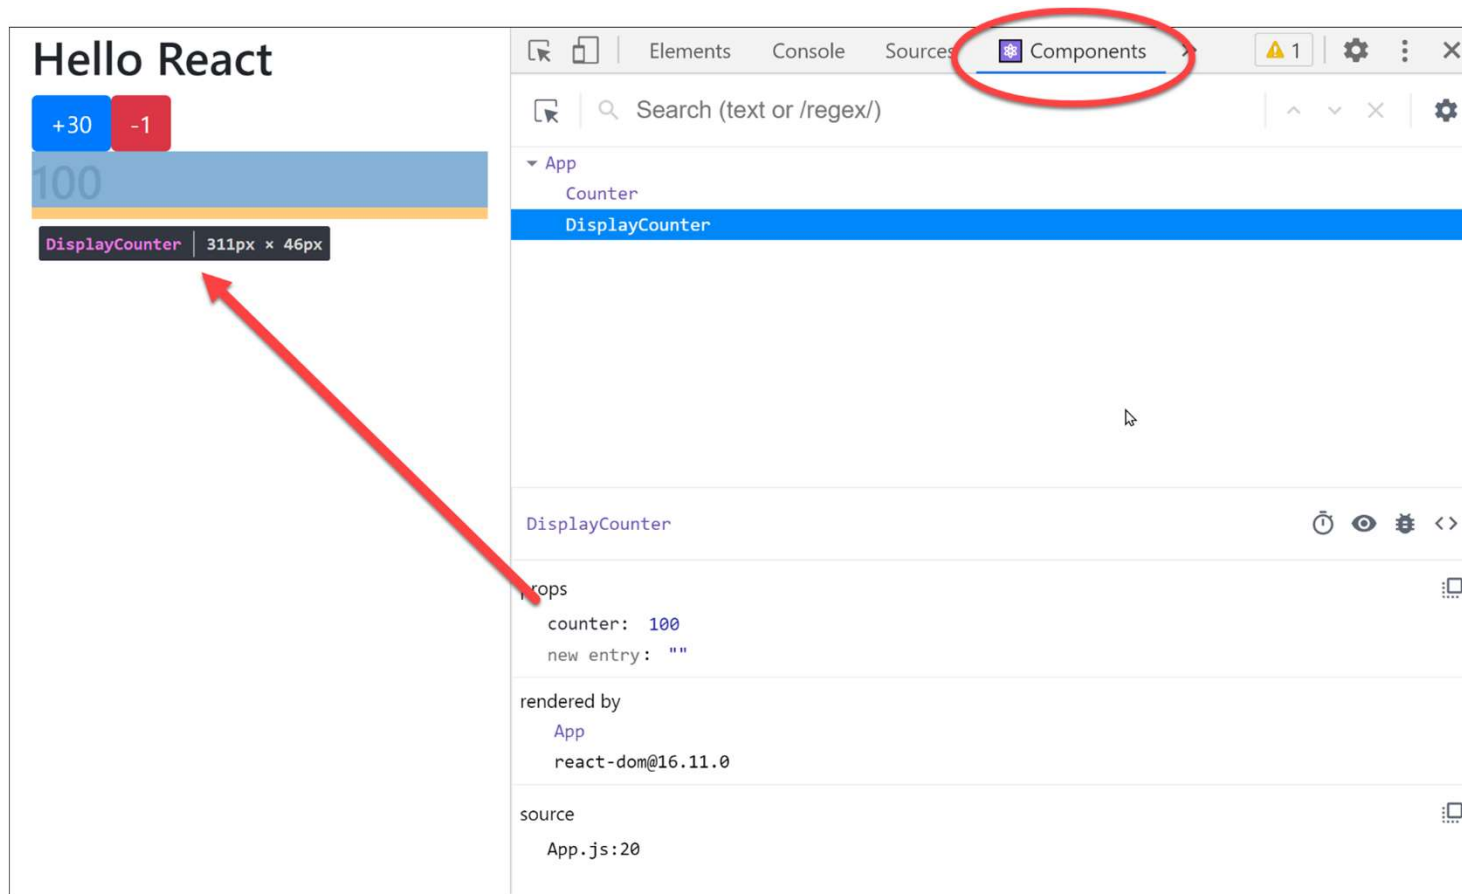 Hello React
+30 -1
100
DisplayCounter 311px × 46px
Elements Console Sources Components 1
Search (text or /regex/)
App
Counter
DisplayCounter
DisplayCounter
props
counter: 100
new entry: ""
rendered by
App
react-dom@16.11.0
source
App.js:20